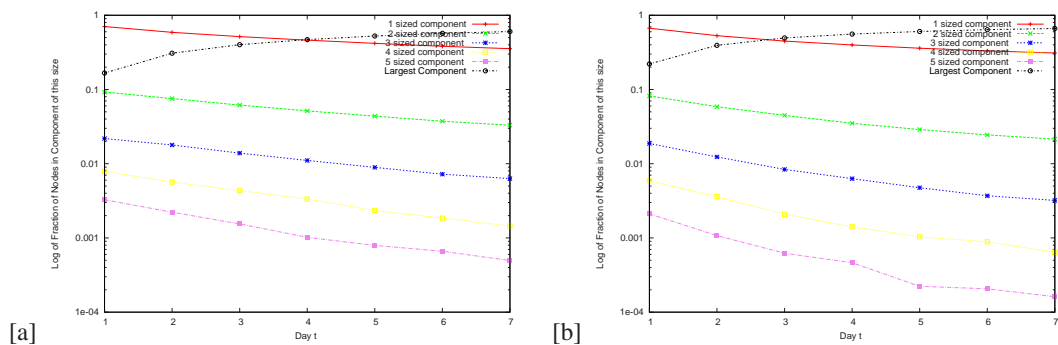 1
0.1
0.01
0.001
1e-04
1 2 3 4 5 6 7
Day t
Log of Fraction of Nodes in Component of this size
1 sized component
2 sized component
3 sized component
4 sized component
5 sized component
Largest Component
[a]
1
0.1
0.01
0.001
1e-04
1 2 3 4 5 6 7
Day t
Log of Fraction of Nodes in Component of this size
1 sized component
2 sized component
3 sized component
4 sized component
5 sized component
Largest Component
[b]